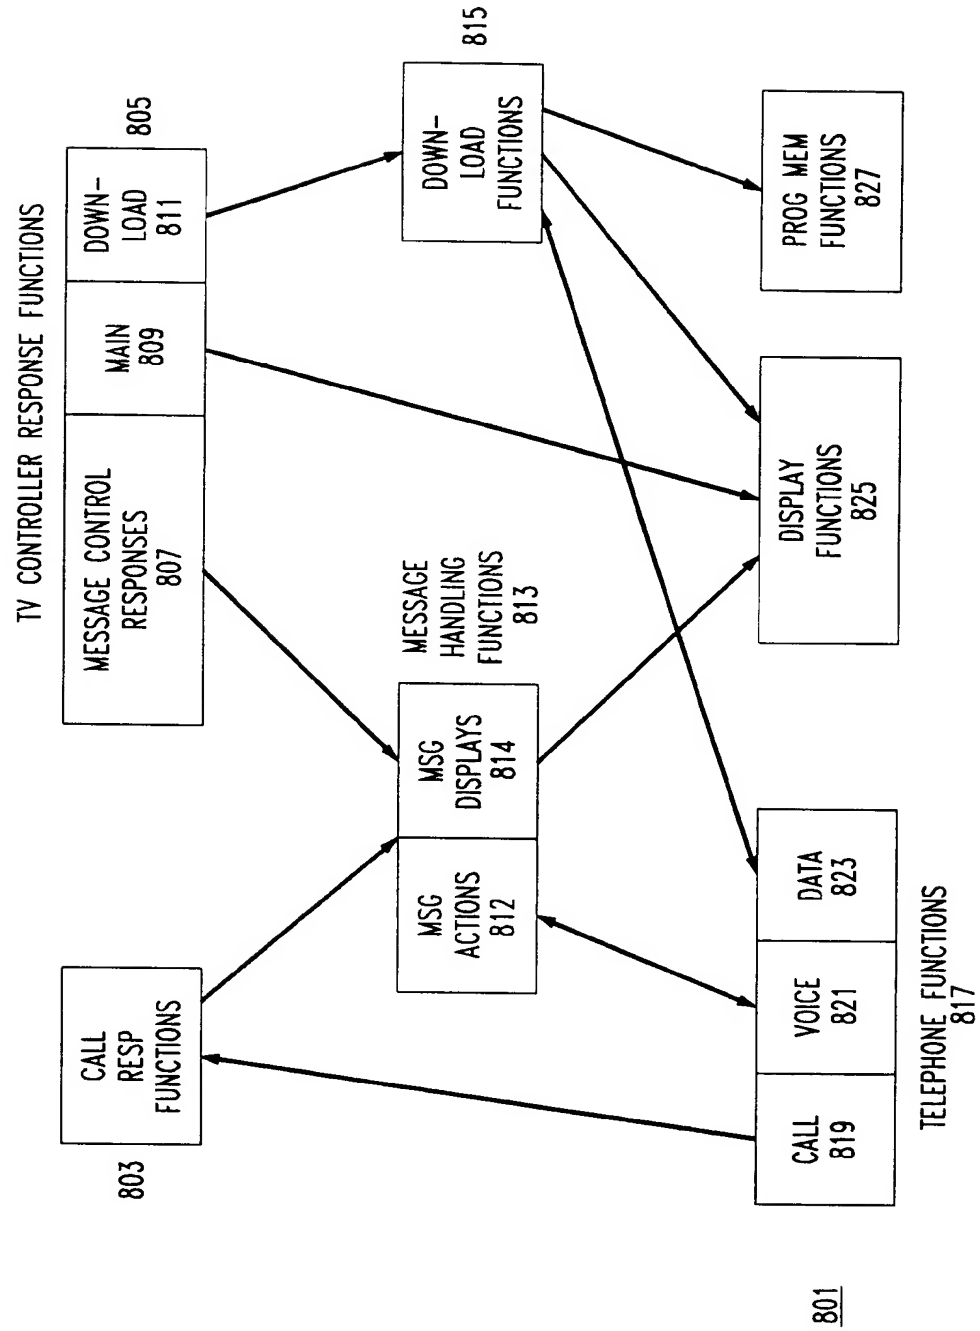 TV CONTROLLER RESPONSE FUNCTIONS
803
CALL
RESP
FUNCTIONS
MESSAGE CONTROL
RESPONSES
807
MAIN
809
DOWN-
LOAD
811
805
MSG
ACTIONS
812
MSG
DISPLAYS
814
MESSAGE
HANDLING
FUNCTIONS
813
DOWN-
LOAD
FUNCTIONS
815
CALL
819
VOICE
821
DATA
823
TELEPHONE FUNCTIONS
817
DISPLAY
FUNCTIONS
825
PROG MEM
FUNCTIONS
827
801